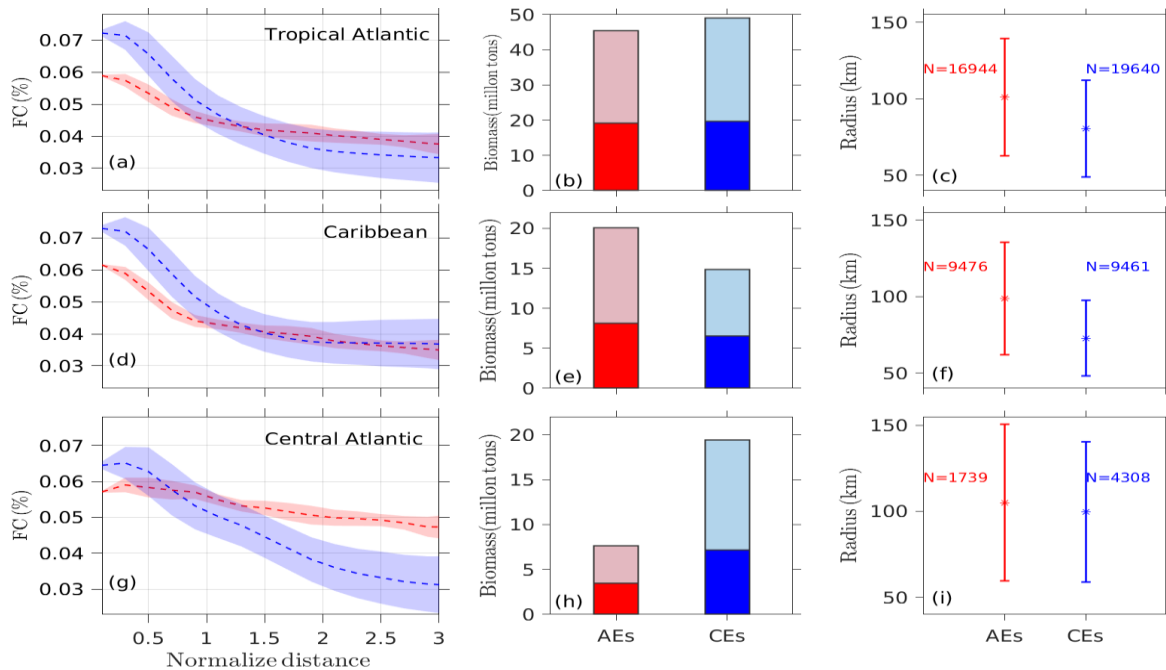 0.07
0.06
0.05
0.04
0.03
FC (%)
Tropical Atlantic
(a)
50
40
30
20
10
0
Biomass(millon tons)
(b)
150
100
50
Radius (km)
N=16944
N=19640
(c)
0.07
0.06
0.05
0.04
0.03
FC (%)
Caribbean
(d)
20
15
10
5
0
Biomass(millon tons)
(e)
150
100
50
Radius (km)
N=9476
N=9461
(f)
0.07
0.06
0.05
0.04
0.03
FC (%)
Central Atlantic
(g)
0.5 1 1.5 2 2.5 3
Normalize distance
20
15
10
5
0
Biomass(millon tons)
(h)
AEs CEs
150
100
50
Radius (km)
N=1739
N=4308
(i)
AEs CEs